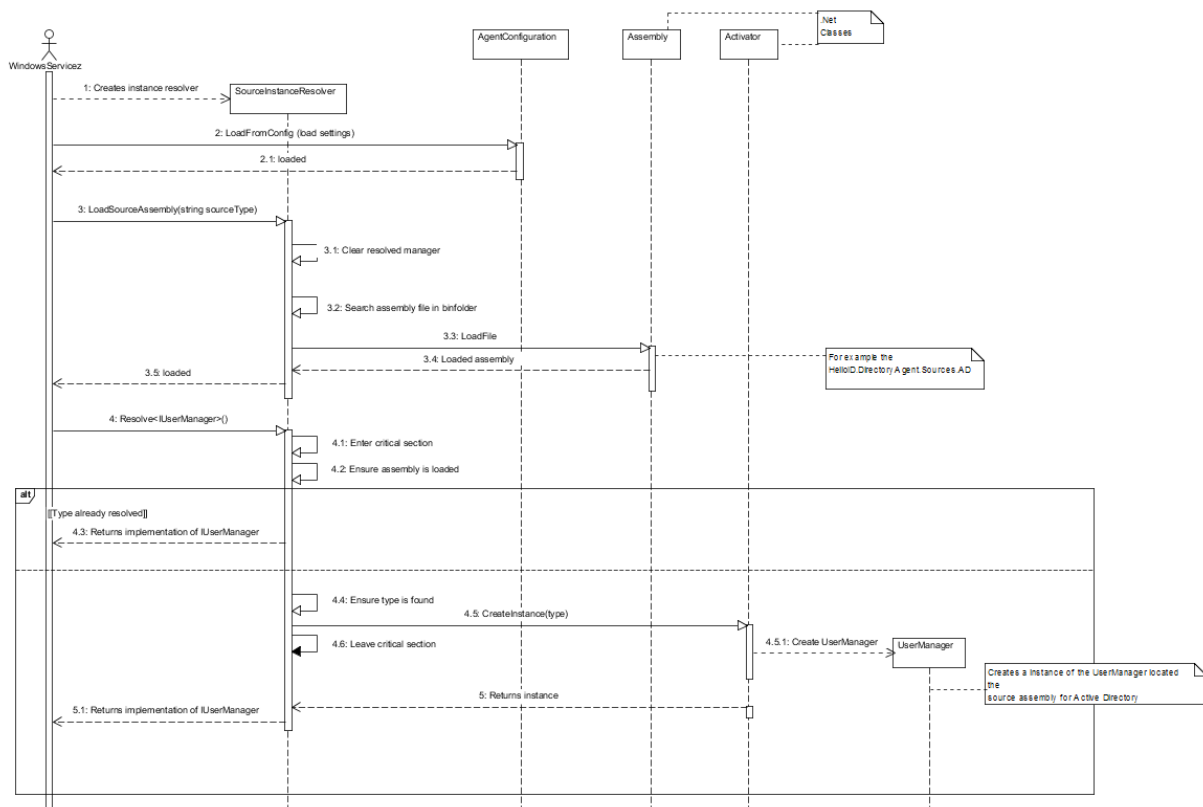 .Net
Classes
AgentConfiguration
Assembly
Activator
WindowsServicez
1: Creates instance resolver
SourceInstanceResolver
2: LoadFromConfig (load settings)
2.1: loaded
3: LoadSourceAssembly(string sourceType)
3.1: Clear resolved manager
3.2: Search assembly file in binfolder
3.3: LoadFile
3.4: Loaded assembly
For example the
HelloID.Directory.Agent.Sources.AD
3.5: loaded
4: Resolve<IUserManager>()
4.1: Enter critical section
4.2: Ensure assembly is loaded
alt
[[Type already resolved]]
4.3: Returns implementation of IUserManager
4.4: Ensure type is found
4.5: CreateInstance(type)
4.6: Leave critical section
4.5.1: Create UserManager
UserManager
Creates a instance of the UserManager located
the
source assembly for Active Directory
5: Returns instance
5.1: Returns implementation of IUserManager